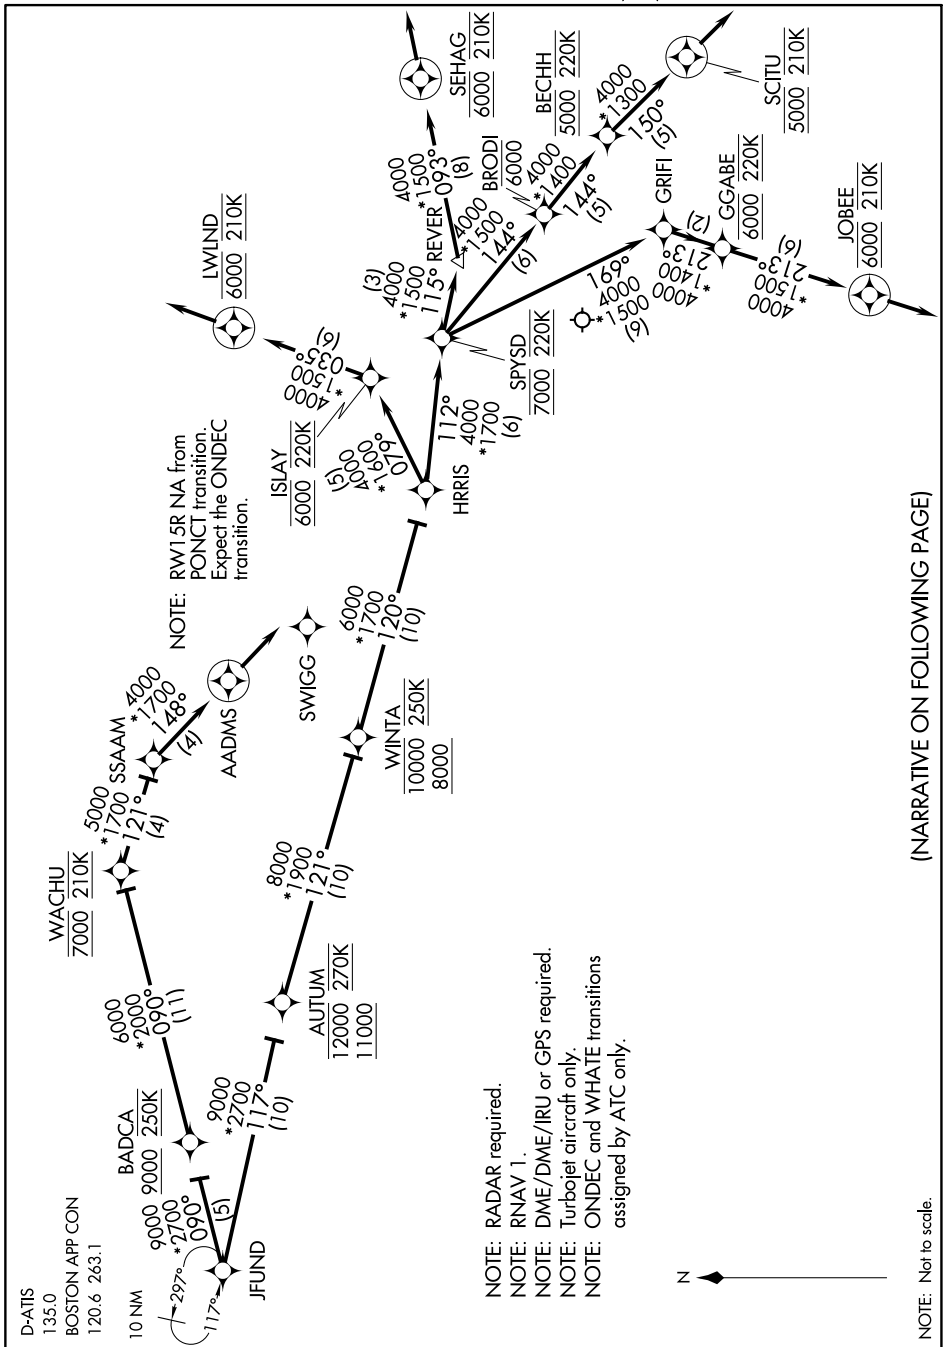 D-ATIS
135.0
BOSTON APP CON
120.6 263.1
10 NM
297°
117°
JFUND
9000
*2700
090°
(5)
BADCA
9000 250K
6000
*2000
090°
(11)
WACHU
7000 210K
5000
*1700
121°
(4)
SSAAM
4000
*1700
148°
(4)
AADMS
SWIGG
NOTE: RW15R NA from
PONCT transition.
Expect the ONDEC
transition.
9000
*2700
117°
(10)
AUTUM
12000 270K
11000
8000
*1900
121°
(10)
WINTA
10000 250K
8000
6000
*1700
120°
(10)
HRRIS
(5)
4000
*1600
079°
ISLAY
6000 220K
4000
*1500
035°
(6)
LWLND
6000 210K
112°
4000
*1700
(6)
SPYSD
7000 220K
(3)
4000
*1500
115°
REVER
4000
*1500
093°
(8)
SEHAG
6000 210K
4000
*1500
144°
(6)
BRODI
6000
4000
*1400
144°
(5)
BECHH
5000 220K
4000
*1300
150°
(5)
SCITU
5000 210K
169°
4000
*1500
(9)
GRIFI
(2)
213°
*1400
4000
GGABE
6000 220K
(6)
213°
*1500
4000
JOBEE
6000 210K
NOTE: RADAR required.
NOTE: RNAV 1.
NOTE: DME/DME/IRU or GPS required.
NOTE: Turbojet aircraft only.
NOTE: ONDEC and WHATE transitions
assigned by ATC only.
N
(NARRATIVE ON FOLLOWING PAGE)
NOTE: Not to scale.